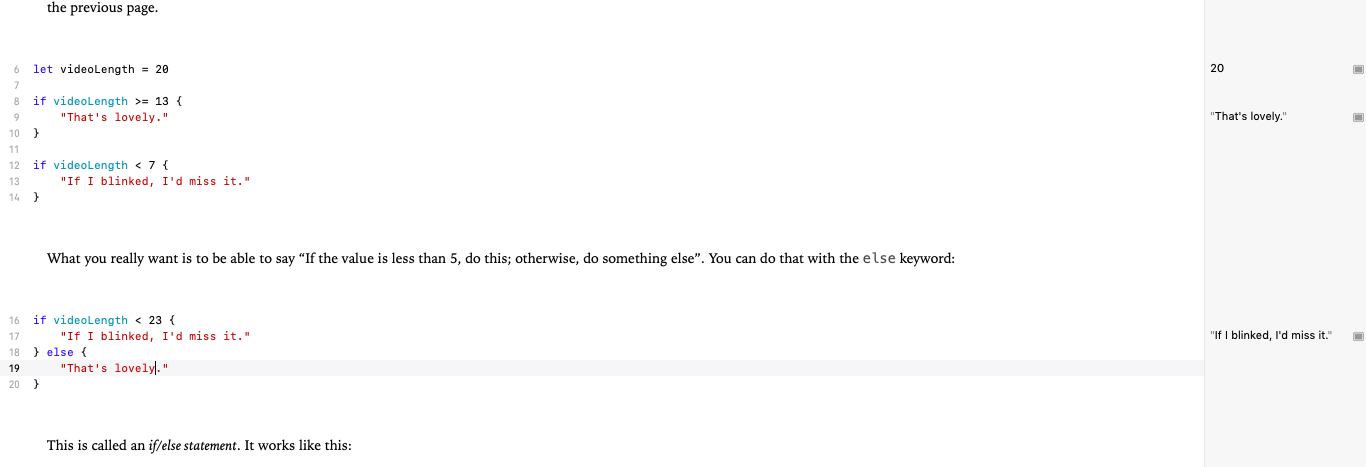 the previous page.
6 let videoLength = 20 20
7
8 if videoLength >= 13 {
9 "That's lovely." "That's lovely."
10 }
11
12 if videoLength < 7 {
13 "If I blinked, I'd miss it."
14 }
What you really want is to be able to say “If the value is less than 5, do this; otherwise, do something else”. You can do that with the else keyword:
16 if videoLength < 23 {
17 "If I blinked, I'd miss it." "If I blinked, I'd miss it."
18 } else {
19 "That's lovely."
20 }
This is called an if/else statement. It works like this: